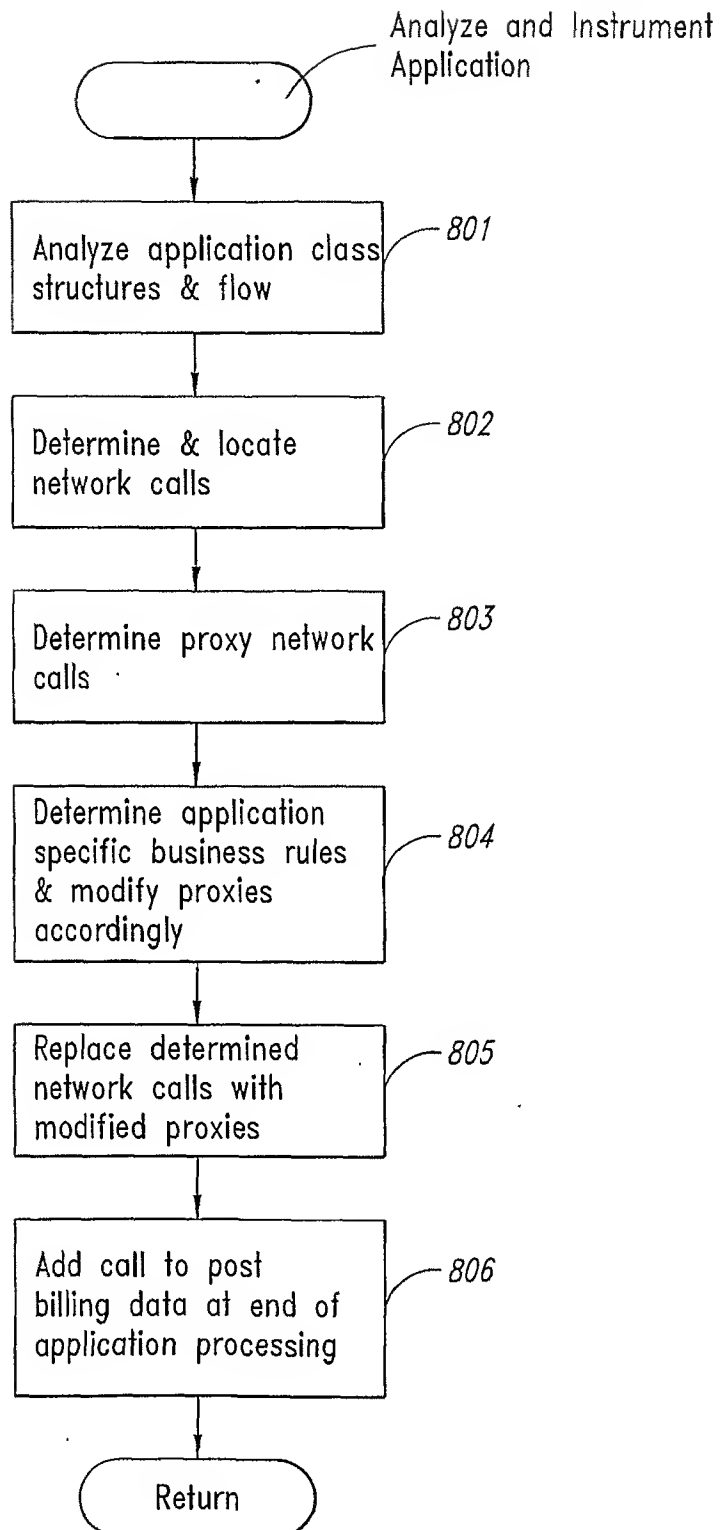 Analyze and Instrument
Application
801
Analyze application class
structures & flow
802
Determine & locate
network calls
803
Determine proxy network
calls
804
Determine application
specific business rules
& modify proxies
accordingly
805
Replace determined
network calls with
modified proxies
806
Add call to post
billing data at end of
application processing
Return